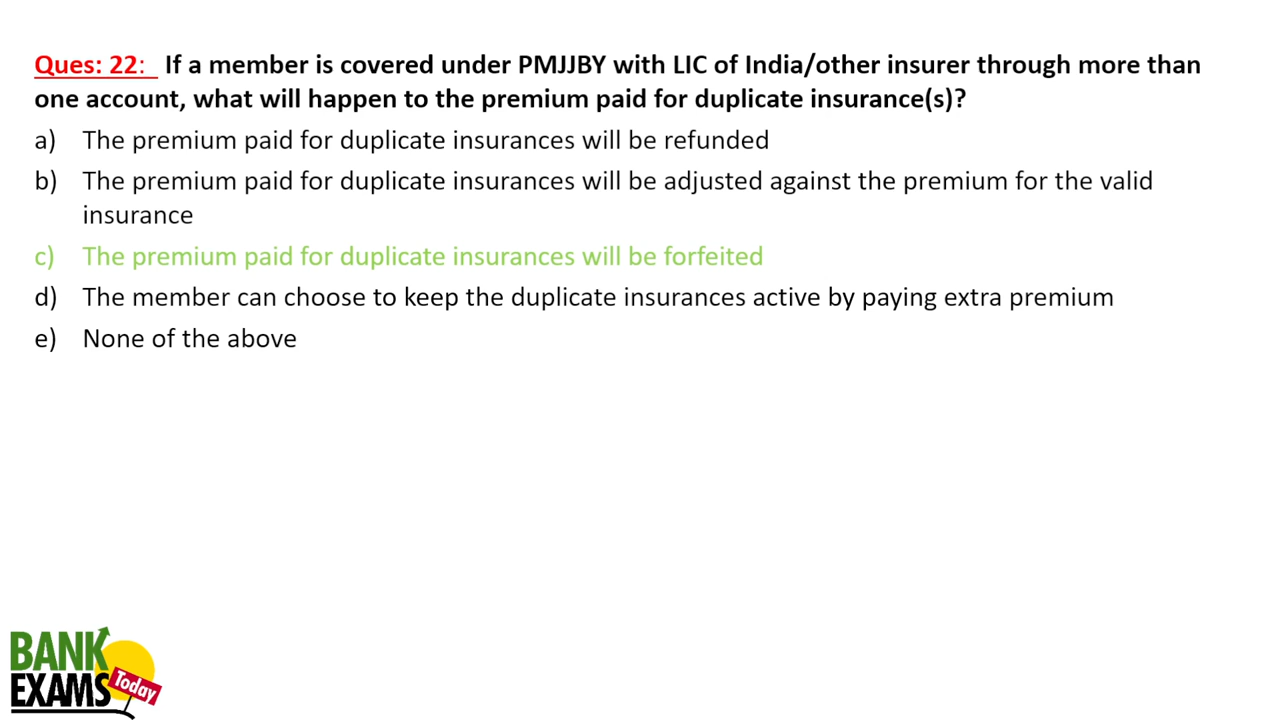 Ques: 22: If a member is covered under PMJJBY with LIC of India/other insurer through more than
one account, what will happen to the premium paid for duplicate insurance(s)?
a) The premium paid for duplicate insurances will be refunded
b) The premium paid for duplicate insurances will be adjusted against the premium for the valid
insurance
c) The premium paid for duplicate insurances will be forfeited
d) The member can choose to keep the duplicate insurances active by paying extra premium
e) None of the above
BANK
EXAMS
Today